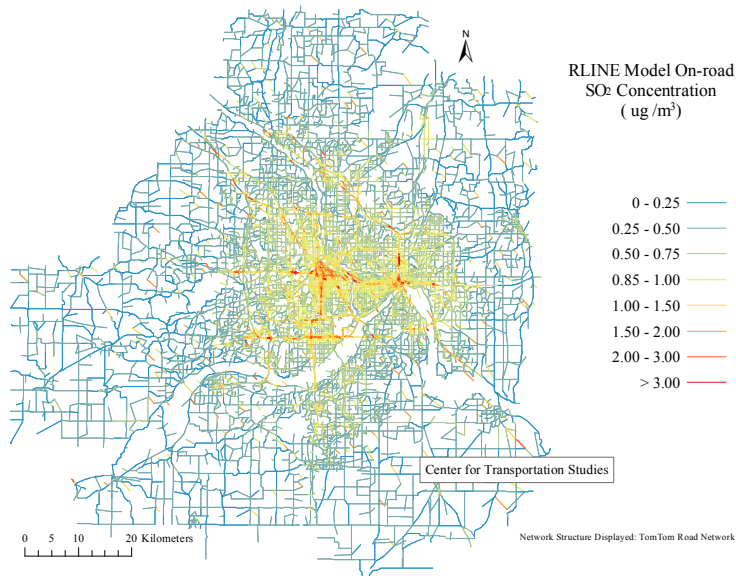 N
RLINE Model On-road
SO2 Concentration
( ug /m³)
0 - 0.25
0.25 - 0.50
0.50 - 0.75
0.85 - 1.00
1.00 - 1.50
1.50 - 2.00
2.00 - 3.00
> 3.00
Center for Transportation Studies
0 5 10 20 Kilometers
Network Structure Displayed: TomTom Road Network